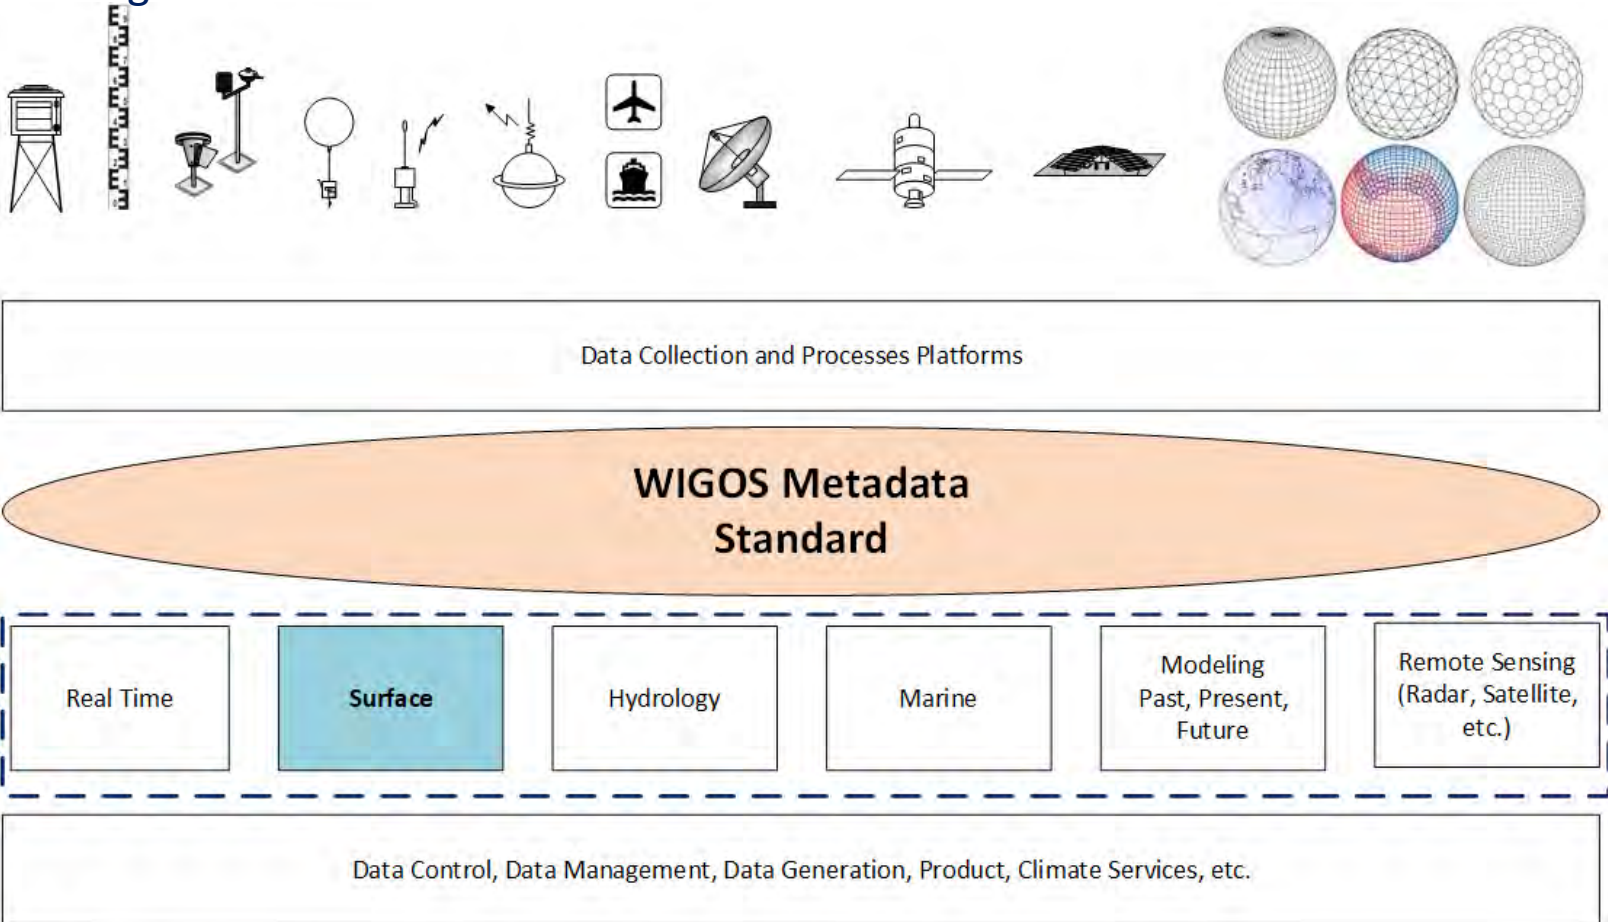 Data Collection and Processes Platforms
WIGOS Metadata
Standard
Real Time
Surface
Hydrology
Marine
Modeling
Past, Present,
Future
Remote Sensing
(Radar, Satellite,
etc.)
Data Control, Data Management, Data Generation, Product, Climate Services, etc.